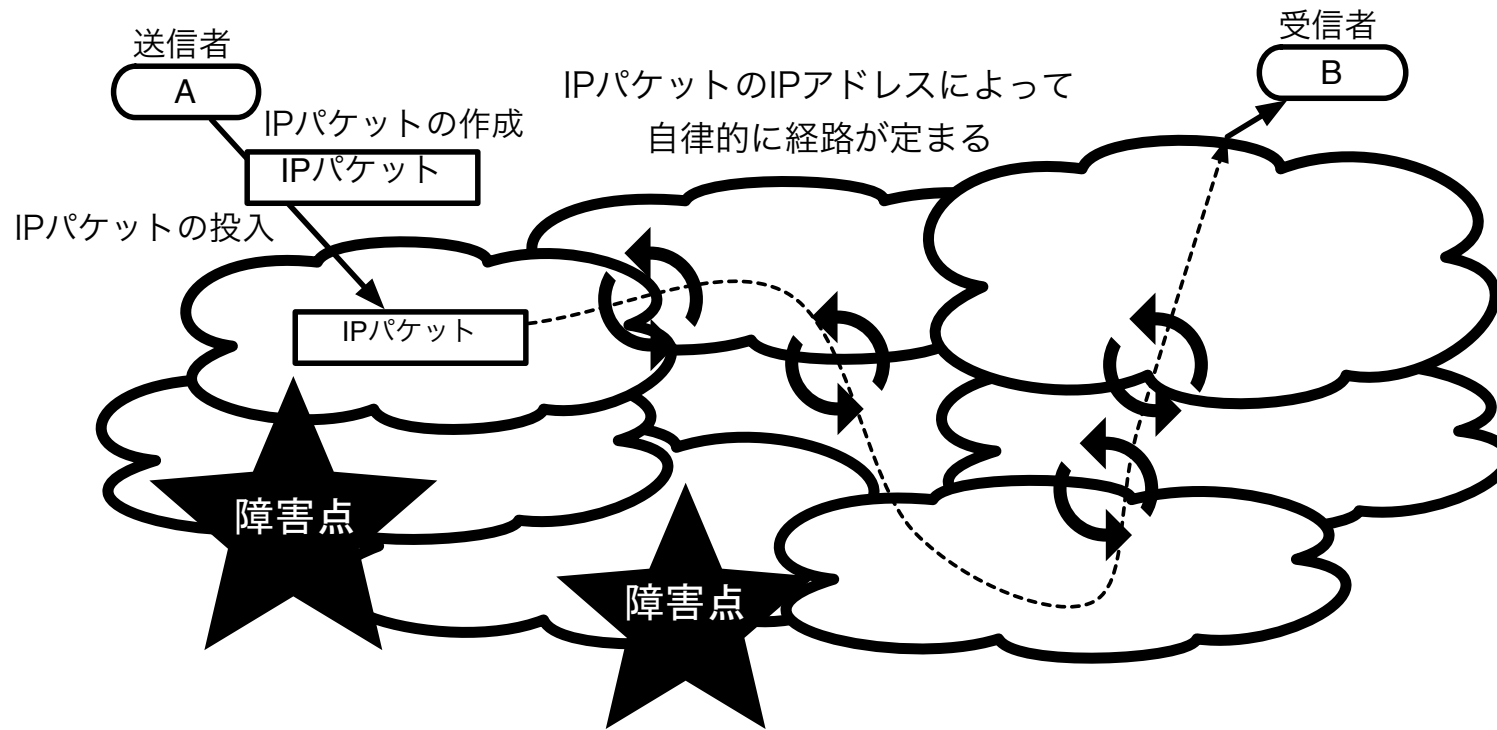 送信者
A
IPパケットの作成
IPパケット
IPパケットの投入
IPパケット
IPパケットのIPアドレスによって
自律的に経路が定まる
受信者
B
障害点
障害点